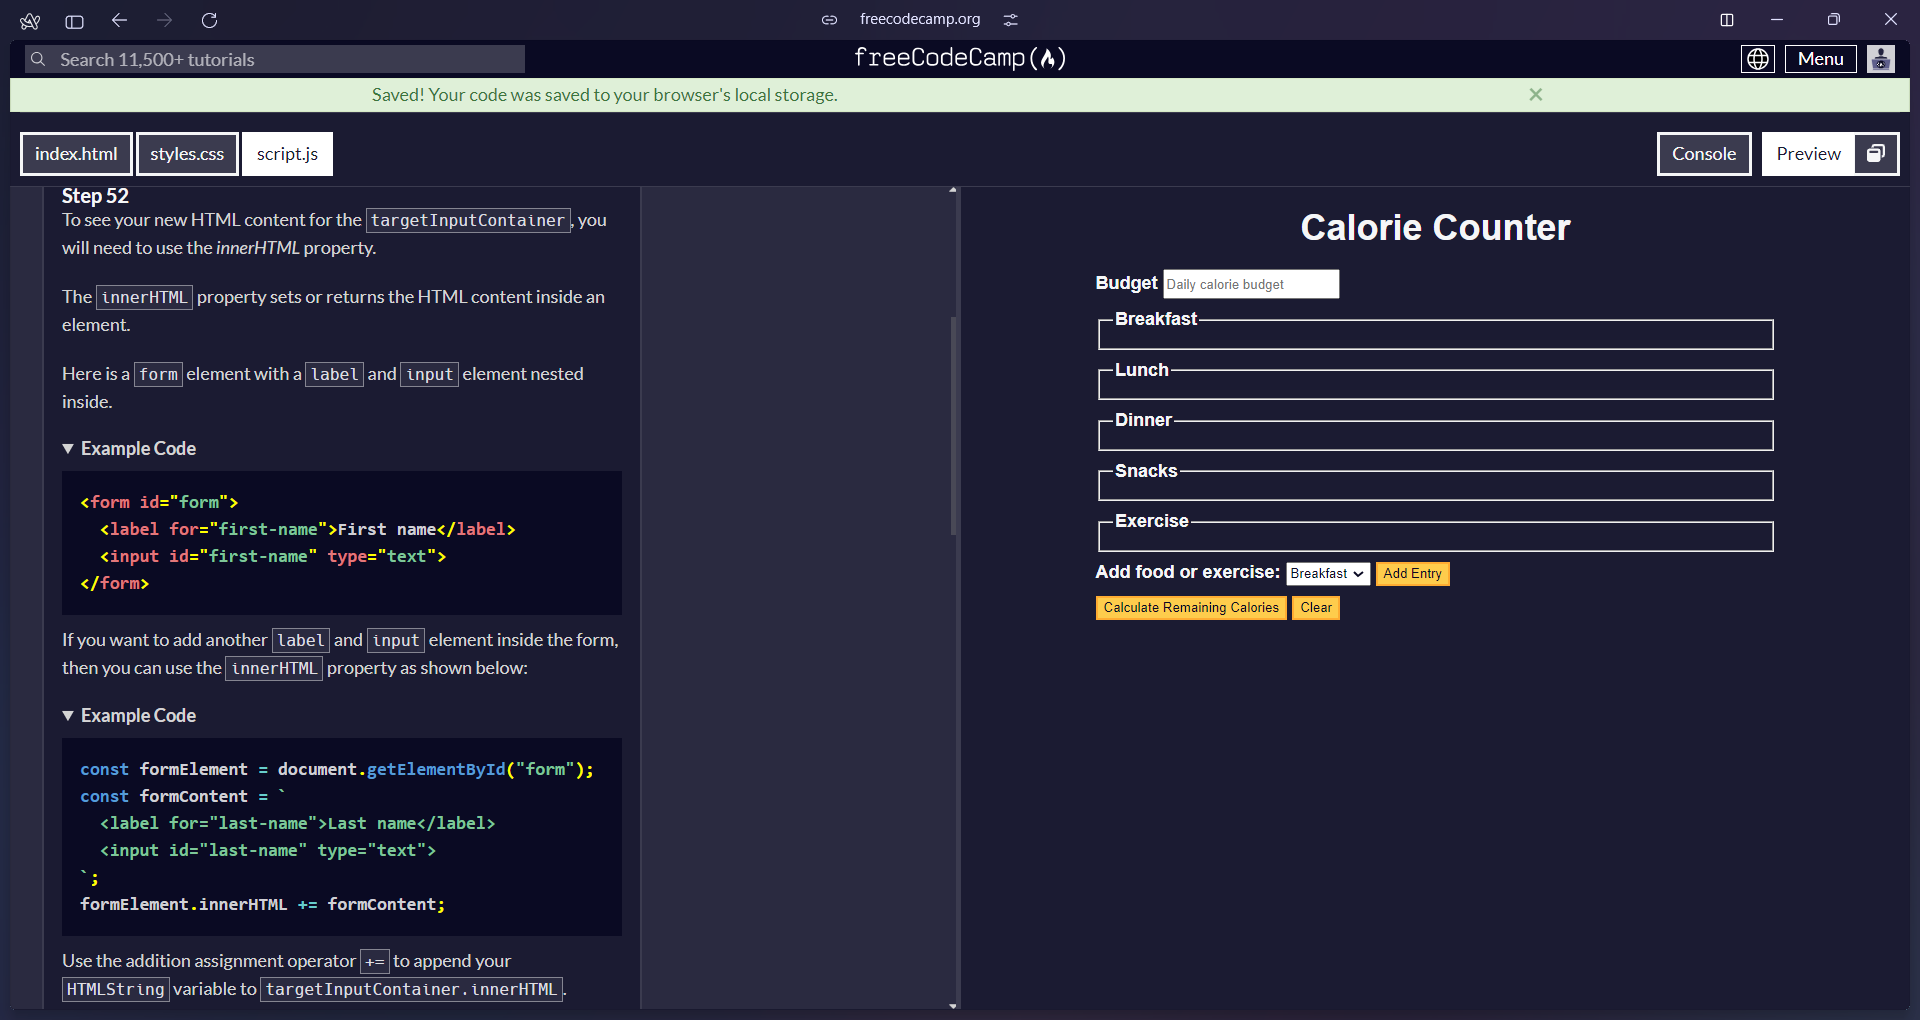 freecodecamp.org
Search 11,500+ tutorials
freeCodeCamp
Menu
Saved! Your code was saved to your browser's local storage.
index.html
styles.css
script.js
Console
Preview
Step 52
To see your new HTML content for the targetInputContainer, you
will need to use the innerHTML property.
The innerHTML property sets or returns the HTML content inside an
element.
Here is a form element with a label and input element nested
inside.
Example Code
<form id="form">
  <label for="first-name">First name</label>
  <input id="first-name" type="text">
</form>
If you want to add another label and input element inside the form,
then you can use the innerHTML property as shown below:
Example Code
const formElement = document.getElementById("form");
const formContent = `
  <label for="last-name">Last name</label>
  <input id="last-name" type="text">
`;
formElement.innerHTML += formContent;
Use the addition assignment operator += to append your
HTMLString variable to targetInputContainer.innerHTML.
Calorie Counter
Budget Daily calorie budget
Breakfast
Lunch
Dinner
Snacks
Exercise
Add food or exercise: Breakfast Add Entry
Calculate Remaining Calories Clear